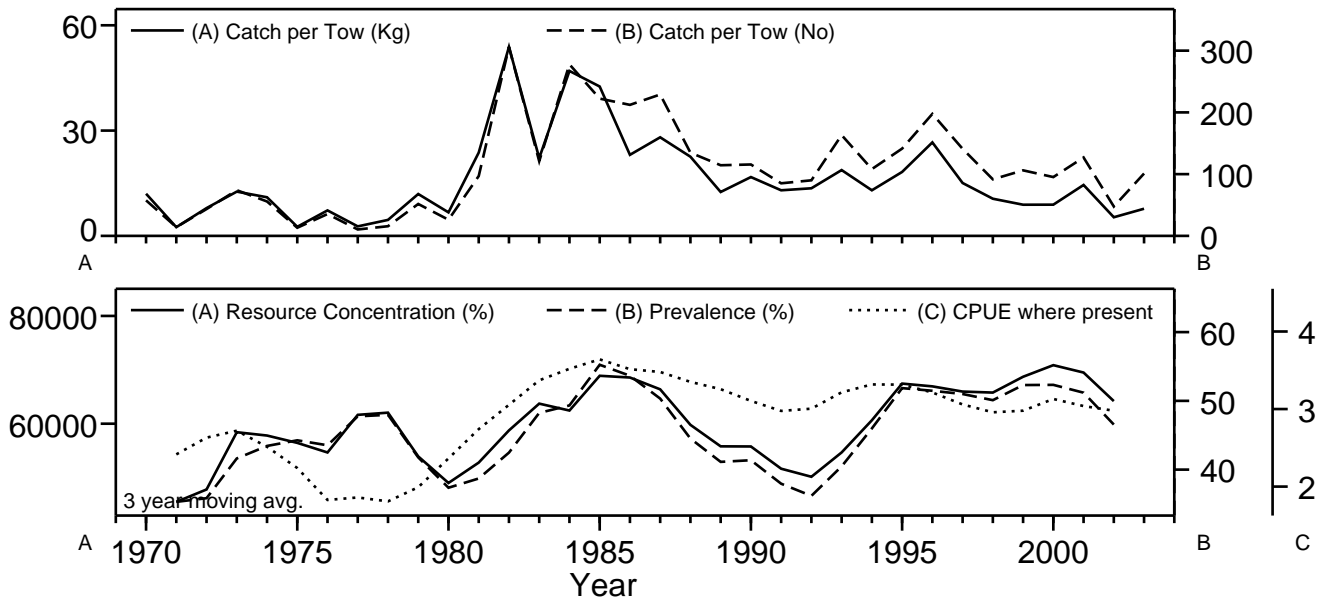 60
(A) Catch per Tow (Kg)
(B) Catch per Tow (No)
300
30
200
100
0
0
A
B
(A) Resource Concentration (%)
(B) Prevalence (%)
(C) CPUE where present
80000
60
4
60000
50
3
40
2
3 year moving avg.
A
1970
1975
1980
1985
1990
1995
2000
B
C
Year